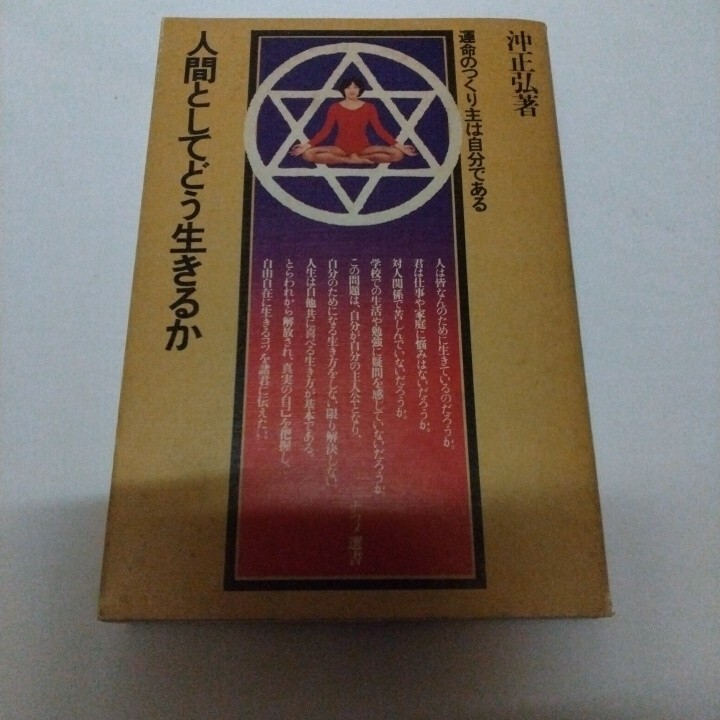 沖正弘著
運命のつくり主は自分である
人間としてどう生きるか
人は皆なんのために生きているのだろうか。
君は仕事や家庭に悩みはないだろうか。
対人関係で苦しんでいないだろうか。
学校での生活や勉強に疑問を感じていないだろうか。
この問題は、自分が自分の主人公となり、
自分のためになる生き方をしない限り解決しない。
人生は自他共に喜べる生き方が基本である。
とらわれから解放され、真実の自己を把握し、
自由自在に生きるコツを諸君に伝えたい。
選書